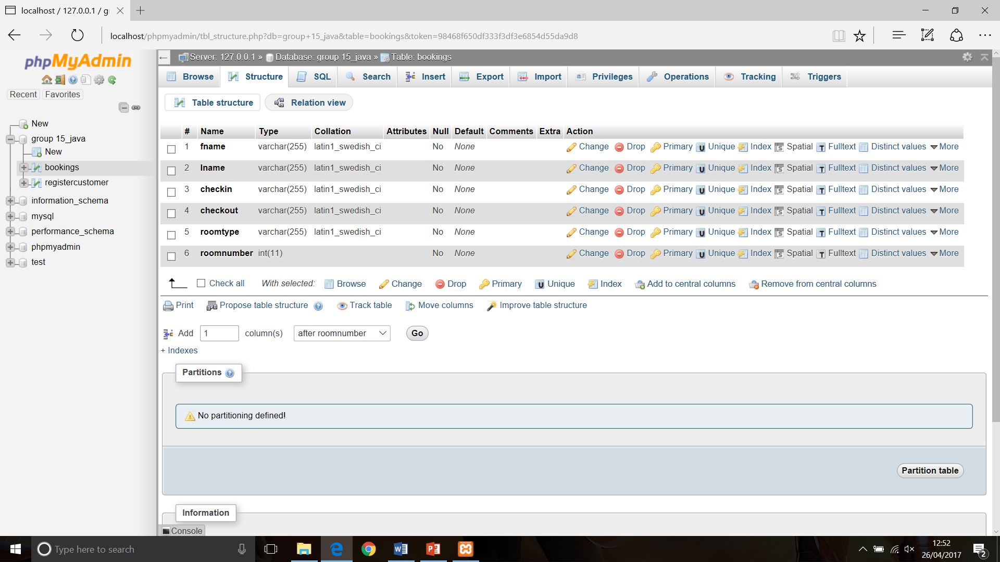 localhost / 127.0.0.1 / g
localhost/phpmyadmin/tbl_structure.php?db=group+15_java&table=bookings&token=98468f650df333f3df3e6854d55da9d8
phpMyAdmin
Recent Favorites
New
group 15_java
New
bookings
registercustomer
information_schema
mysql
performance_schema
phpmyadmin
test
Server: 127.0.0.1 » Database: group 15_java » Table: bookings
Browse Structure SQL Search Insert Export Import Privileges Operations Tracking Triggers
Table structure Relation view
# Name Type Collation Attributes Null Default Comments Extra Action
1 fname varchar(255) latin1_swedish_ci No None Change Drop Primary Unique Index Spatial Fulltext Distinct values More
2 lname varchar(255) latin1_swedish_ci No None Change Drop Primary Unique Index Spatial Fulltext Distinct values More
3 checkin varchar(255) latin1_swedish_ci No None Change Drop Primary Unique Index Spatial Fulltext Distinct values More
4 checkout varchar(255) latin1_swedish_ci No None Change Drop Primary Unique Index Spatial Fulltext Distinct values More
5 roomtype varchar(255) latin1_swedish_ci No None Change Drop Primary Unique Index Spatial Fulltext Distinct values More
6 roomnumber int(11) No None Change Drop Primary Unique Index Spatial Fulltext Distinct values More
Check all With selected: Browse Change Drop Primary Unique Index Add to central columns Remove from central columns
Print Propose table structure Track table Move columns Improve table structure
Add 1 column(s) after roomnumber Go
+ Indexes
Partitions
No partitioning defined!
Partition table
Information
Console
Type here to search
12:52
26/04/2017
2